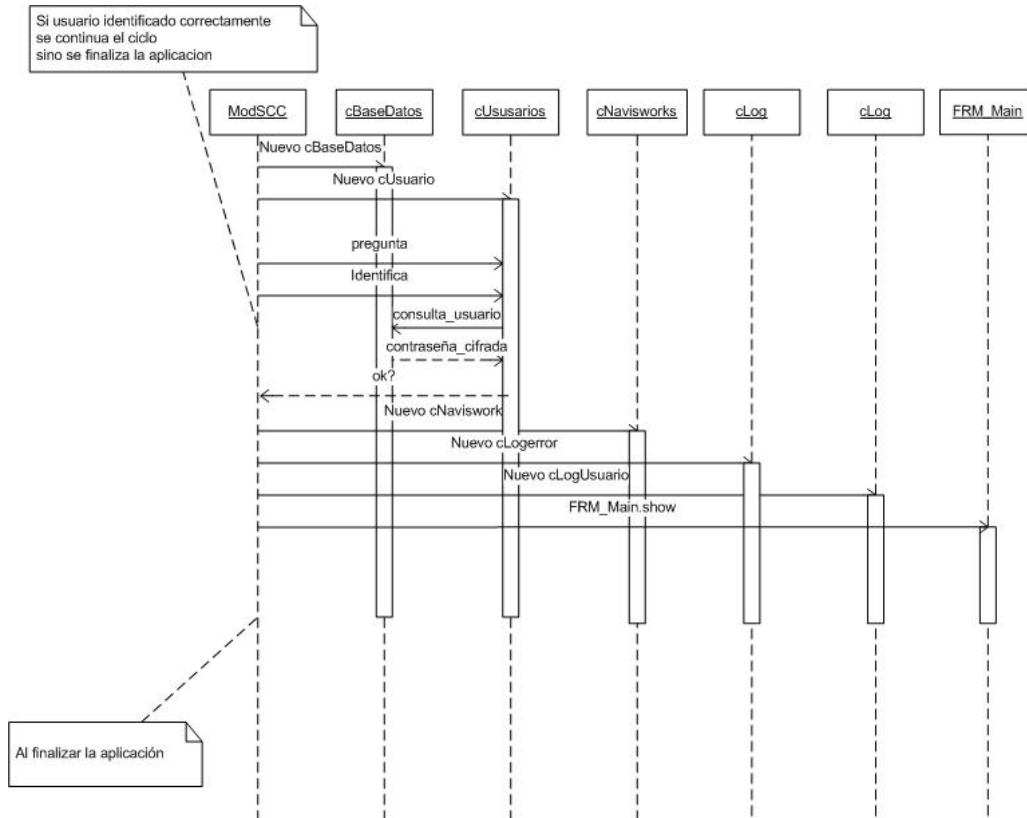 Si usuario identificado correctamente
se continua el ciclo
sino se finaliza la aplicacion
ModSCC
cBaseDatos
cUsusarios
cNavisworks
cLog
cLog
FRM_Main
Nuevo cBaseDatos
Nuevo cUsuario
pregunta
Identifica
consulta_usuario
contraseña_cifrada
ok?
Nuevo cNaviswork
Nuevo cLogerror
Nuevo cLogUsuario
FRM_Main.show
Al finalizar la aplicación